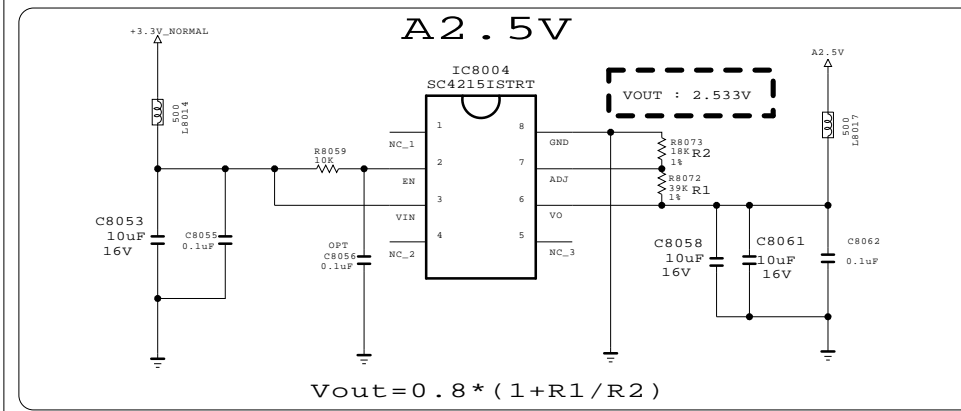 A2.5V
+3.3V_NORMAL
A2.5V
IC8004
SC4215ISTRT
VOUT : 2.533V
500
L8014
500
L8017
1
NC_1
8
GND
R8073
18K R2
1%
R8059
10K
2
EN
7
ADJ
R8072
39K R1
1%
3
VIN
6
VO
4
NC_2
5
NC_3
C8053
10uF
16V
C8055
0.1uF
OPT
C8056
0.1uF
C8058
10uF
16V
C8061
10uF
16V
C8062
0.1uF
Vout=0.8*(1+R1/R2)